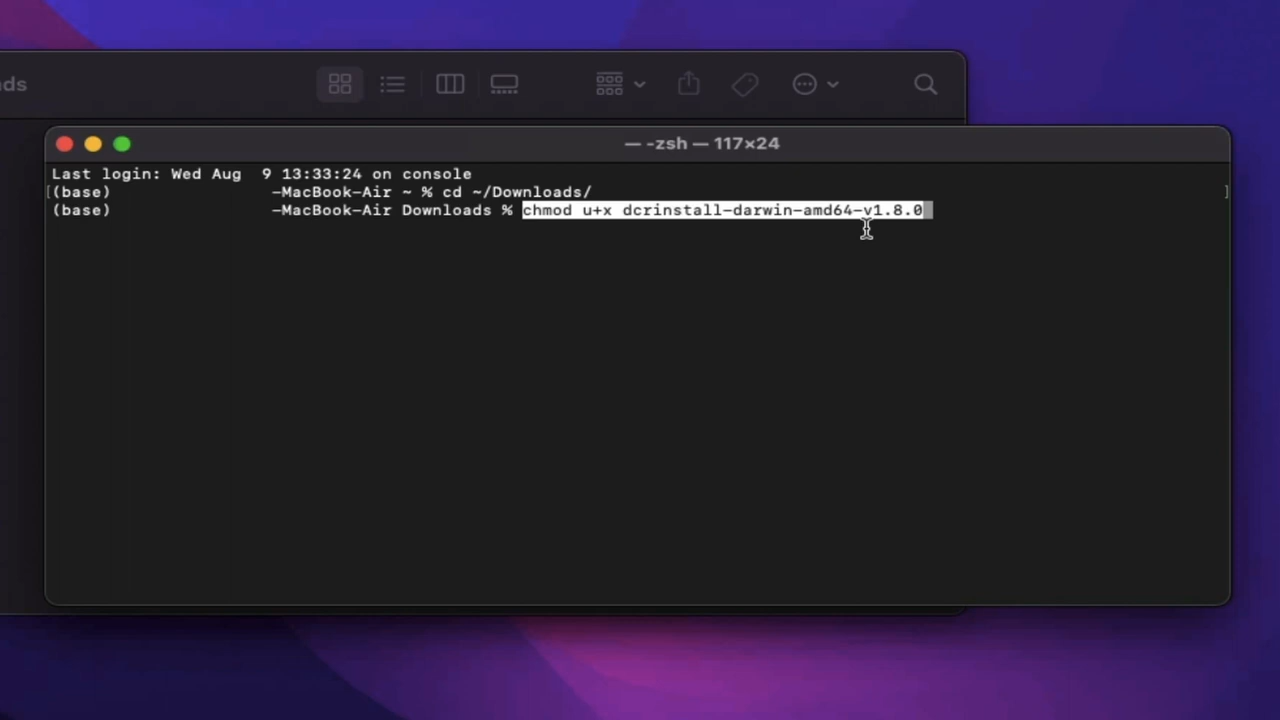 ds
— -zsh — 117×24
Last login: Wed Aug  9 13:33:24 on console
[(base) -MacBook-Air ~ % cd ~/Downloads/ ]
(base) -MacBook-Air Downloads % chmod u+x dcrinstall-darwin-amd64-v1.8.0